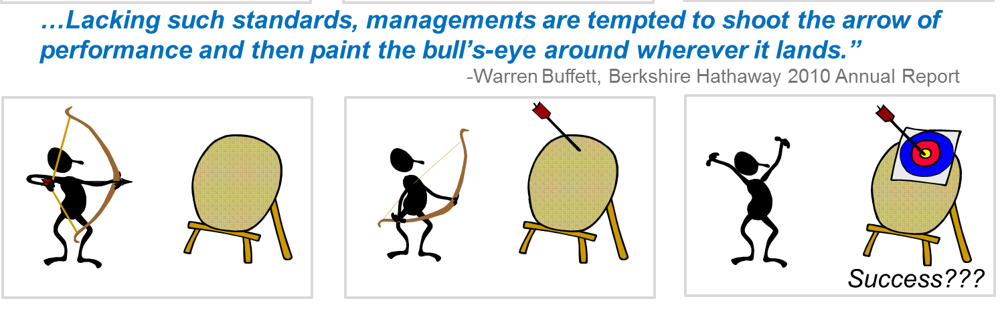 …Lacking such standards, managements are tempted to shoot the arrow of
performance and then paint the bull’s-eye around wherever it lands.”
-Warren Buffett, Berkshire Hathaway 2010 Annual Report
Success???